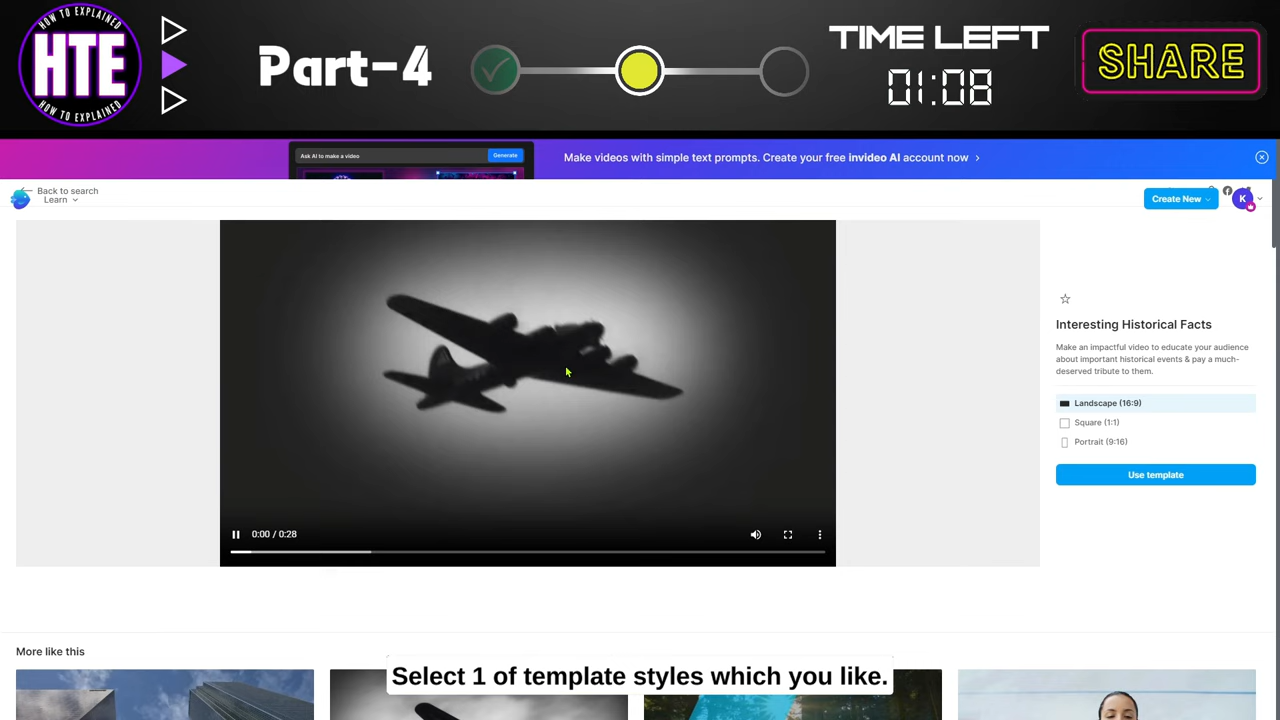 HOW TO EXPLAINED
HTE
HOW TO EXPLAINED
Part-4
TIME LEFT
01:08
SHARE
Ask AI to make a video
Generate
Make videos with simple text prompts. Create your free invideo AI account now
Back to search
Learn
Create New
K
Interesting Historical Facts
Make an impactful video to educate your audience
about important historical events & pay a much-
deserved tribute to them.
Landscape (16:9)
Square (1:1)
Portrait (9:16)
Use template
0:00 / 0:28
More like this
Select 1 of template styles which you like.